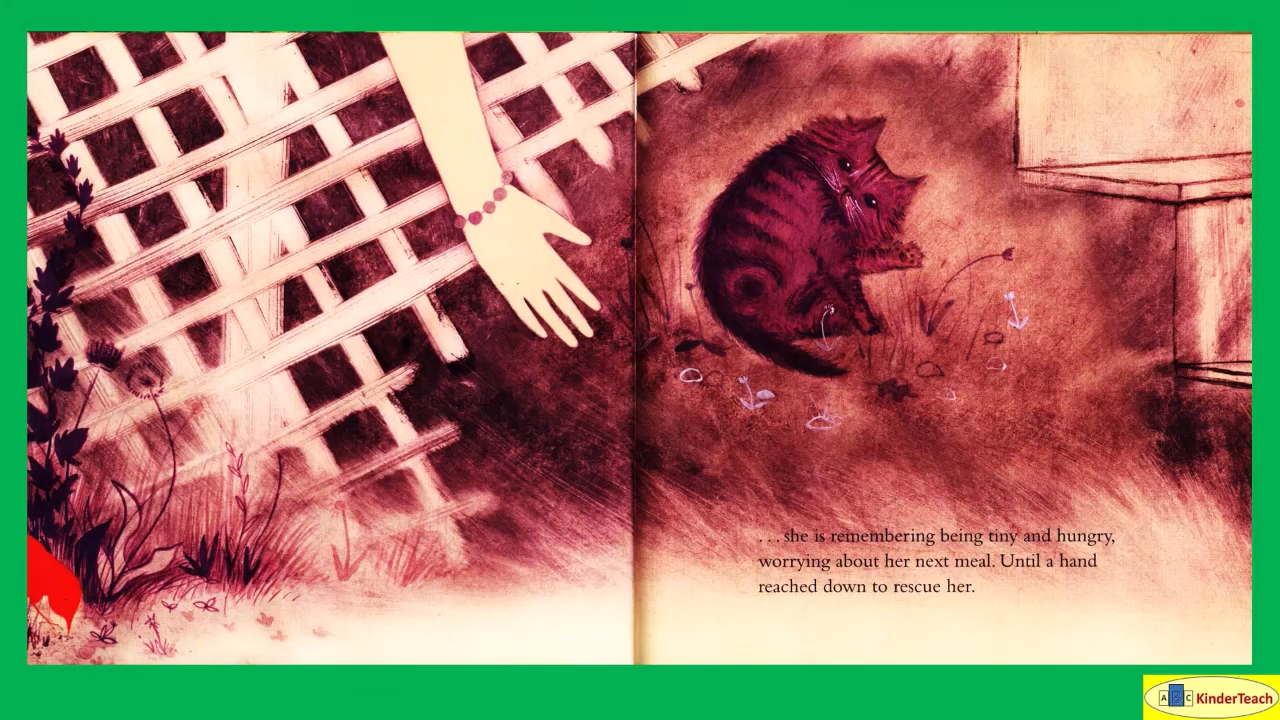 . . . she is remembering being tiny and hungry,
worrying about her next meal. Until a hand
reached down to rescue her.
ABC KinderTeach